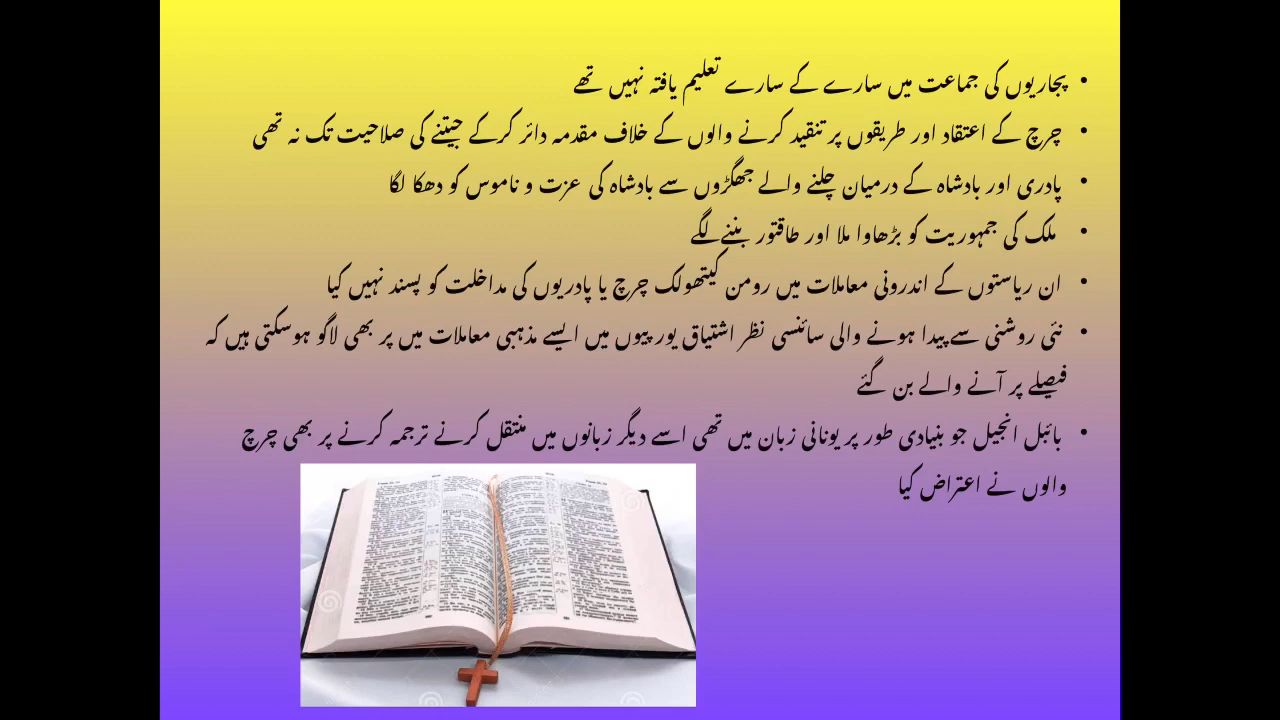 • پجاریوں کی جماعت میں سارے کے سارے تعلیم یافتہ نہیں تھے
• چرچ کے اعتقاد اور طریقوں پر تنقید کرنے والوں کے خلاف مقدمہ دائر کرکے جیتنے کی صلاحیت تک نہ تھی
• پادری اور بادشاہ کے درمیان چلنے والے جھگڑوں سے بادشاہ کی عزت و ناموس کو دھکا لگا
• ملک کی جمہوریت کو بڑھاوا ملا اور طاقتور بننے لگے
• ان ریاستوں کے اندرونی معاملات میں رومن کیتھولک چرچ یا پادریوں کی مداخلت کو پسند نہیں کیا
• نئی روشنی سے پیدا ہونے والی سائنسی نظر اشتیاق یورپیوں میں ایسے مذہبی معاملات میں پر بھی لاگو ہوسکتی ہیں کہ
فیصلے پر آنے والے بن گئے
• بائبل انجیل جو بنیادی طور پر یونانی زبان میں تھی اسے دیگر زبانوں میں منتقل کرنے ترجمہ کرنے پر بھی چرچ
والوں نے اعتراض کیا